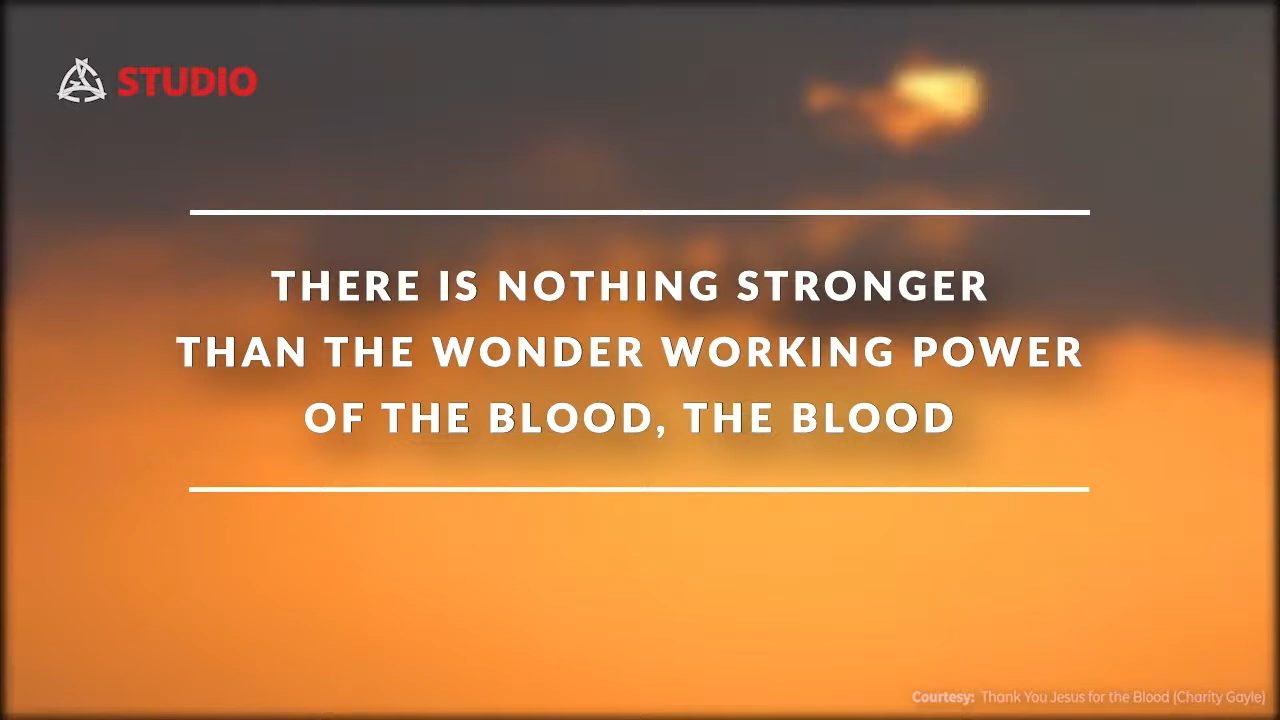 STUDIO
THERE IS NOTHING STRONGER
THAN THE WONDER WORKING POWER
OF THE BLOOD, THE BLOOD
Courtesy: Thank You Jesus for the Blood (Charity Gayle)